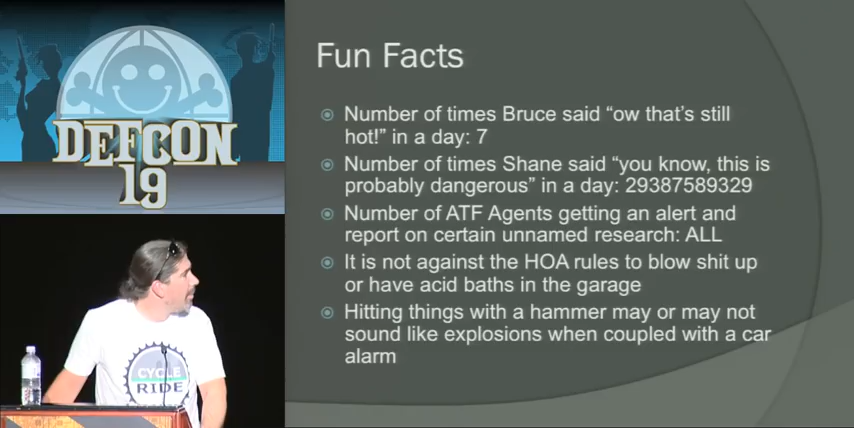 DEFCON
19
CYCLE
RIDE
Fun Facts
Number of times Bruce said “ow that’s still
hot!” in a day: 7
Number of times Shane said “you know, this is
probably dangerous” in a day: 29387589329
Number of ATF Agents getting an alert and
report on certain unnamed research: ALL
It is not against the HOA rules to blow shit up
or have acid baths in the garage
Hitting things with a hammer may or may not
sound like explosions when coupled with a car
alarm